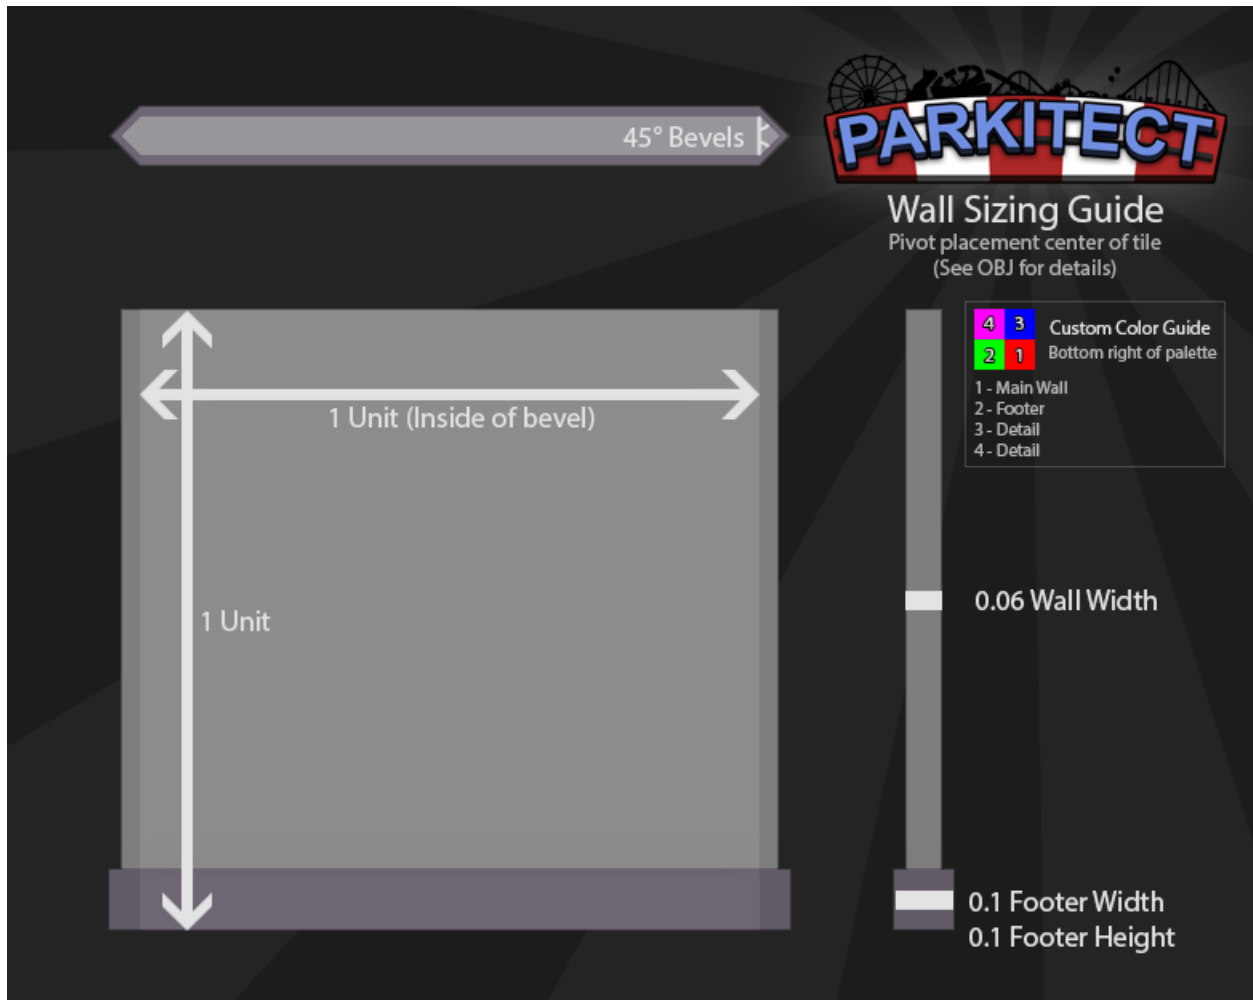 PARKITECT
45° Bevels
Wall Sizing Guide
Pivot placement center of tile
(See OBJ for details)
4 3
2 1
Custom Color Guide
Bottom right of palette
1 - Main Wall
2 - Footer
3 - Detail
4 - Detail
1 Unit (Inside of bevel)
1 Unit
0.06 Wall Width
0.1 Footer Width
0.1 Footer Height